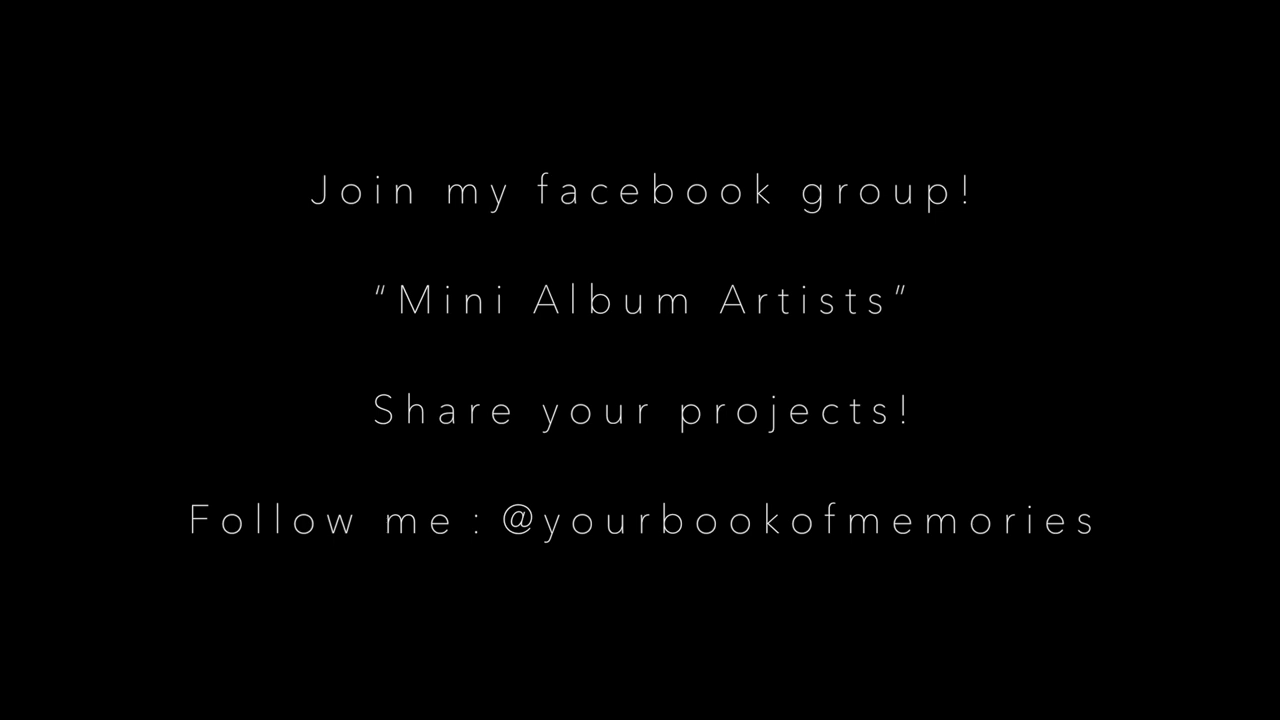 Join my facebook group!
“Mini Album Artists”
Share your projects!
Follow me : @yourbookofmemories